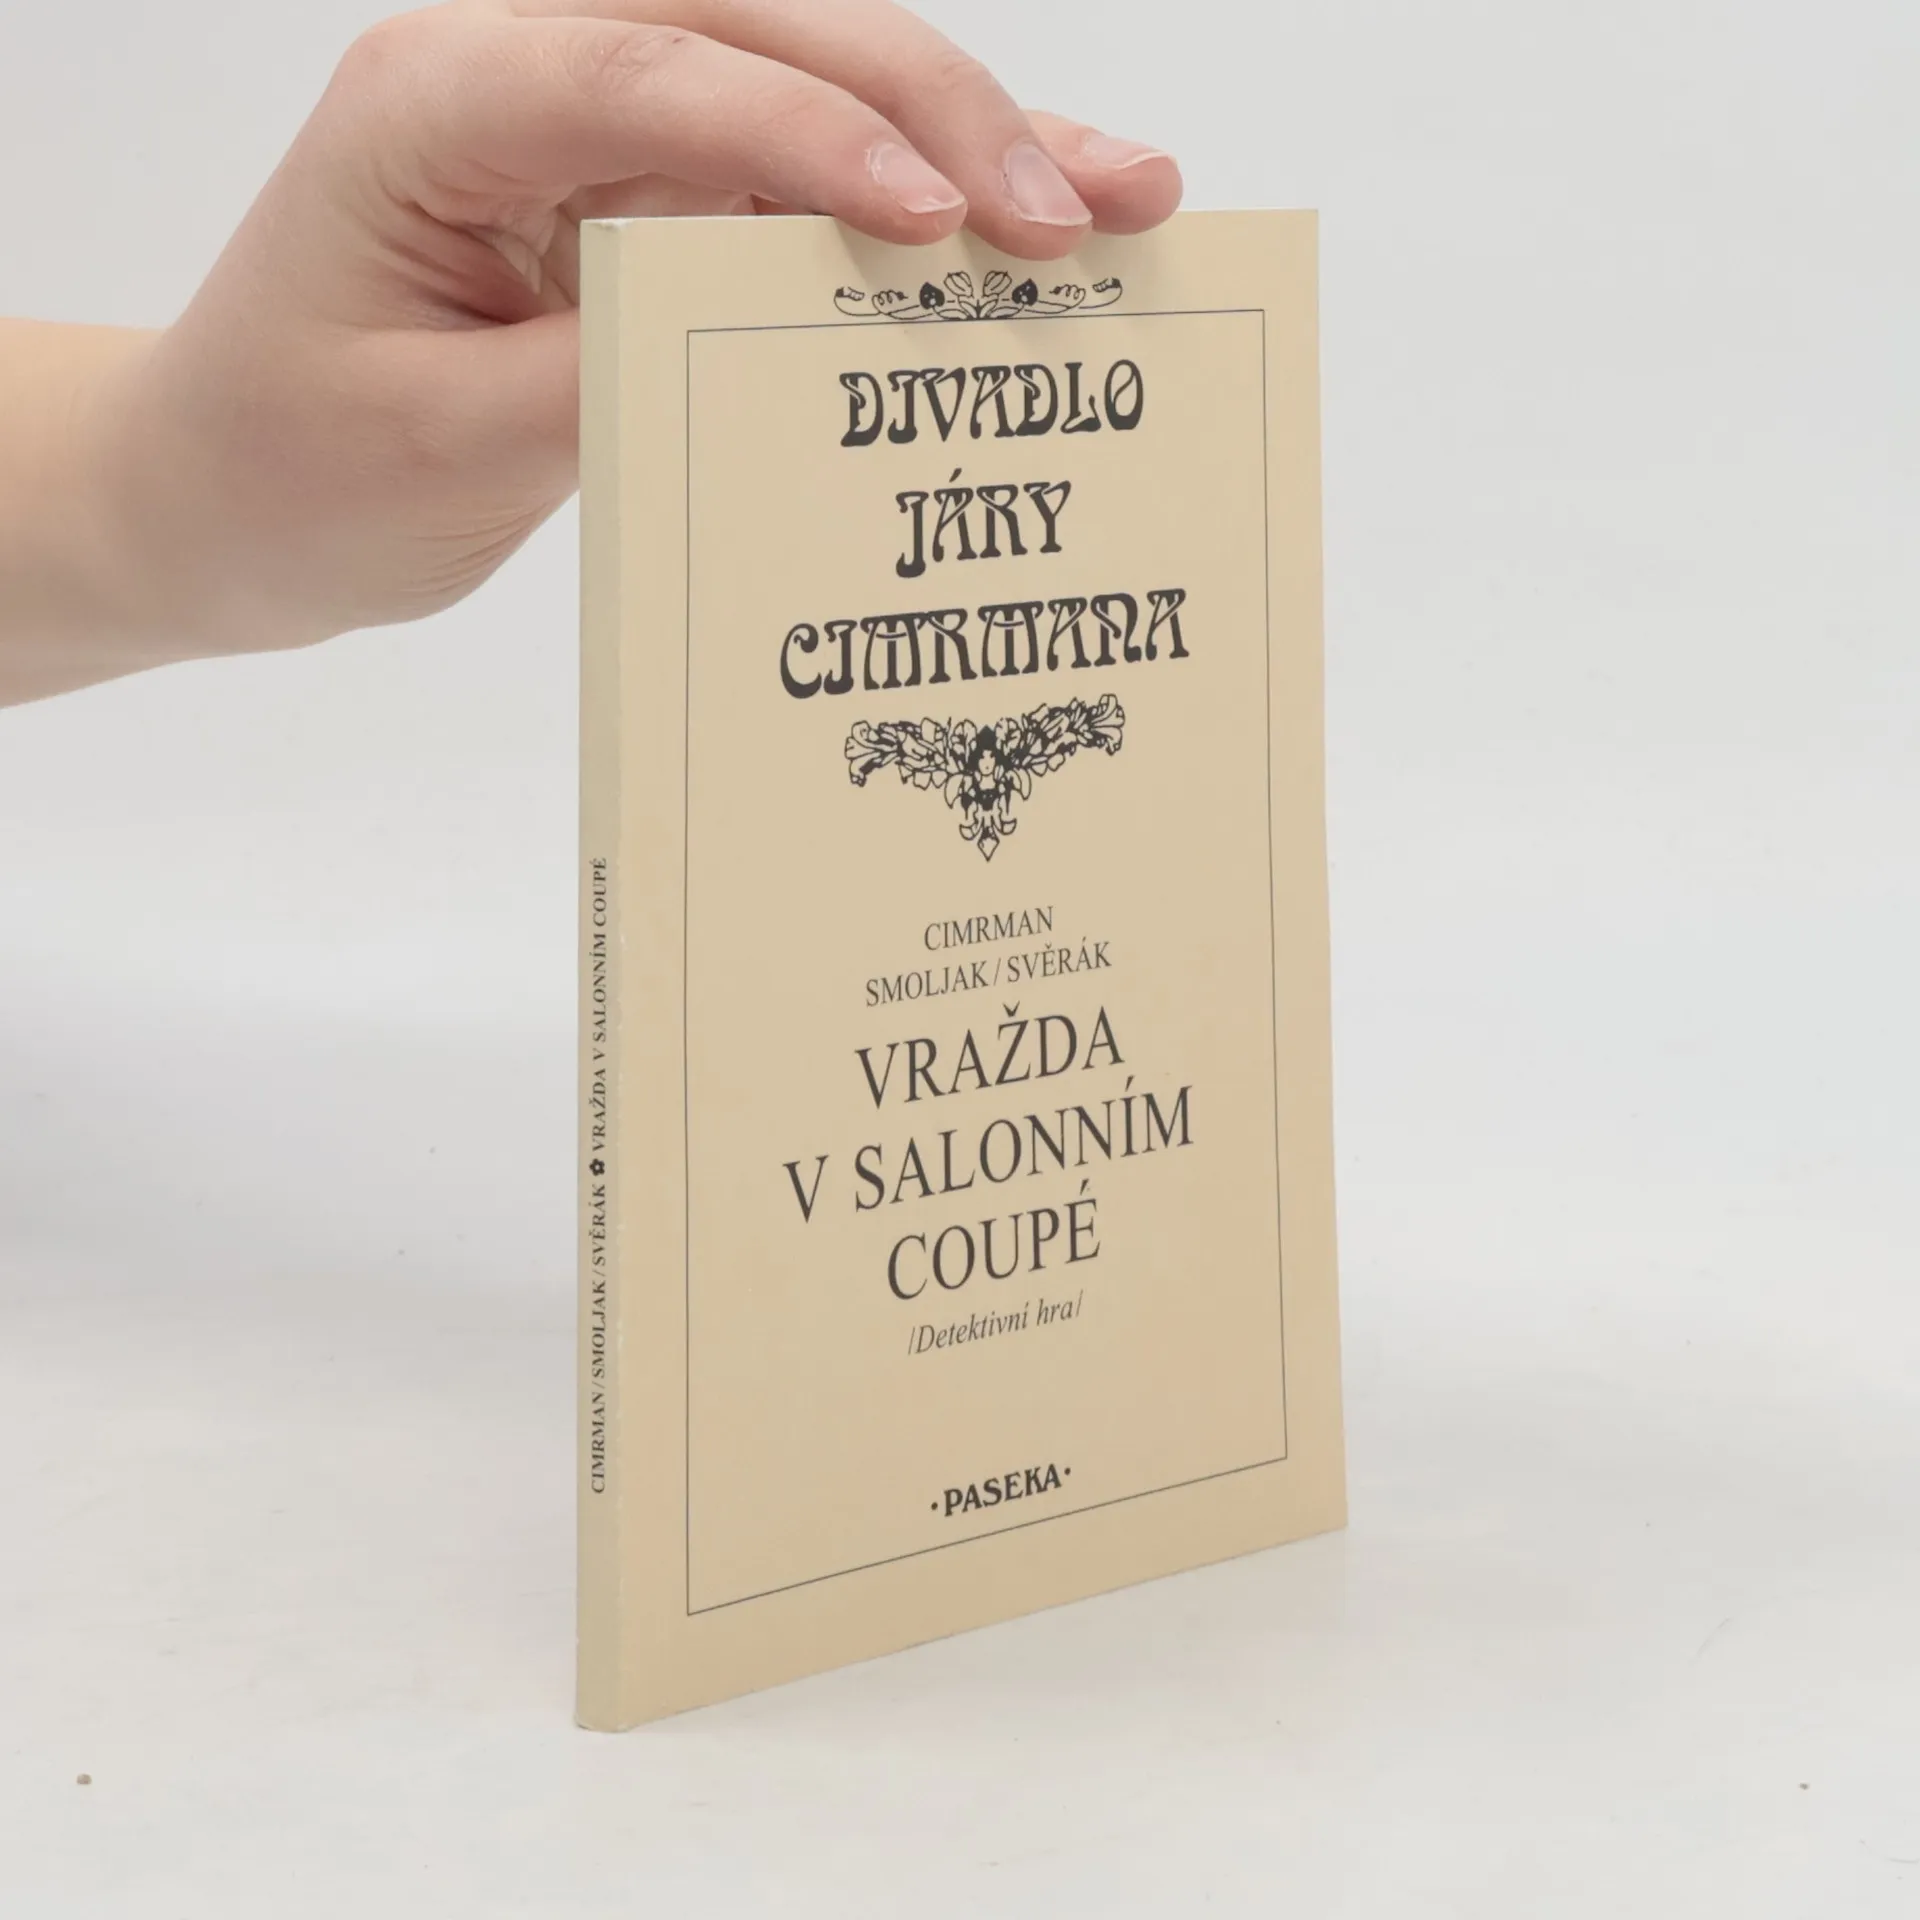 DIVADLO
JÁRY
CIMRMANA
CIMRMAN
SMOLJAK / SVĚRÁK
VRAŽDA
V SALONNÍM
COUPÉ
/Detektivní hra/
·PASEKA·
CIMRMAN / SMOLJAK / SVĚRÁK ✿ VRAŽDA V SALONNÍM COUPÉ